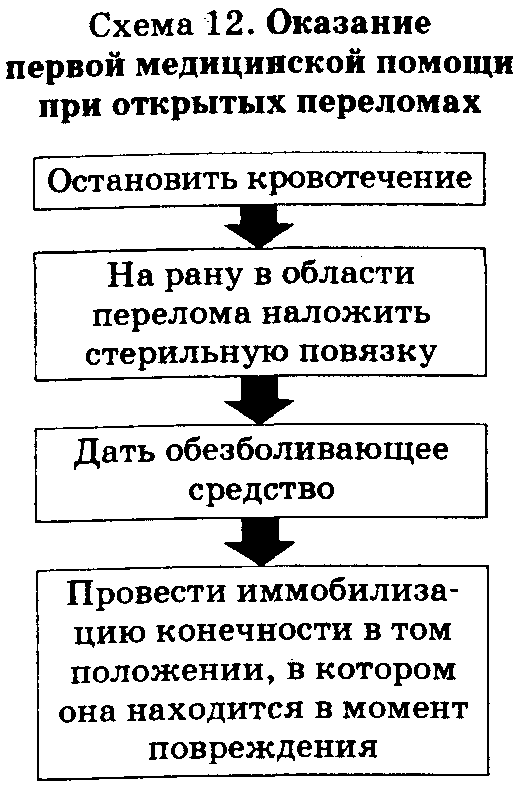 Схема 12. Оказание
первой медицинской помощи
при открытых переломах
Остановить кровотечение
На рану в области
перелома наложить
стерильную повязку
Дать обезболивающее
средство
Провести иммобилиза-
цию конечности в том
положении, в котором
она находится в момент
повреждения